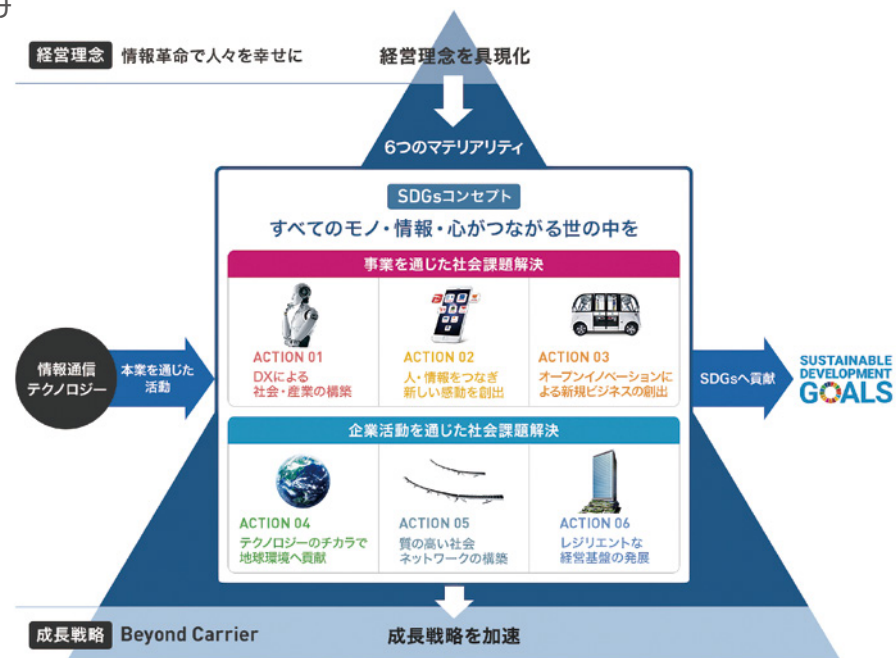 け
経営理念 情報革命で人々を幸せに
経営理念を具現化
6つのマテリアリティ
SDGsコンセプト
すべてのモノ・情報・心がつながる世の中を
事業を通じた社会課題解決
ACTION 01
DXによる
社会・産業の構築
ACTION 02
人・情報をつなぎ
新しい感動を創出
ACTION 03
オープンイノベーションに
よる新規ビジネスの創出
情報通信
テクノロジー
本業を通じた
活動
SDGsへ貢献
SUSTAINABLE
DEVELOPMENT
GOALS
企業活動を通じた社会課題解決
ACTION 04
テクノロジーのチカラで
地球環境へ貢献
ACTION 05
質の高い社会
ネットワークの構築
ACTION 06
レジリエントな
経営基盤の発展
成長戦略 Beyond Carrier
成長戦略を加速